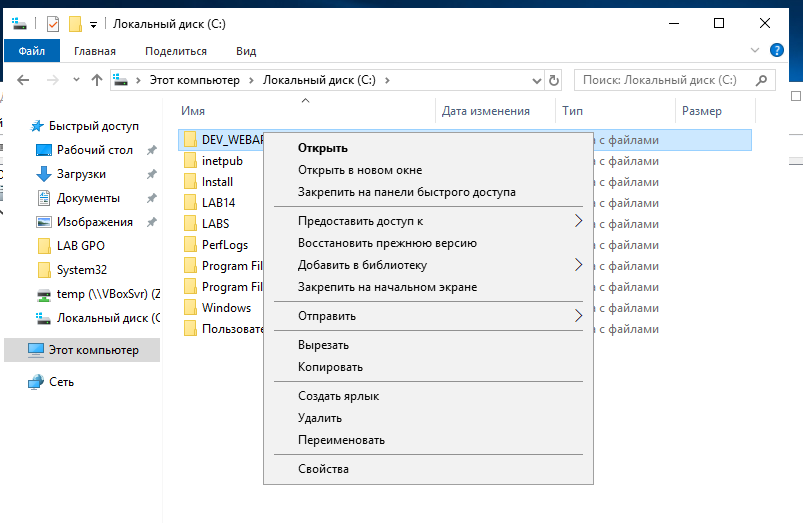 Локальный диск (C:)
Файл Главная Поделиться Вид
Этот компьютер Локальный диск (C:) Поиск: Локальный диск (C:)
Имя Дата изменения Тип Размер
Быстрый доступ
Рабочий стол
Загрузки
Документы
Изображения
LAB GPO
System32
temp (\\VBoxSvr) (Z
Локальный диск (C
Этот компьютер
Сеть
DEV_WEBAP с файлами
inetpub с файлами
Install с файлами
LAB14 с файлами
LABS с файлами
PerfLogs с файлами
Program Fil с файлами
Program Fil с файлами
Windows с файлами
Пользовате с файлами
Открыть
Открыть в новом окне
Закрепить на панели быстрого доступа
Предоставить доступ к
Восстановить прежнюю версию
Добавить в библиотеку
Закрепить на начальном экране
Отправить
Вырезать
Копировать
Создать ярлык
Удалить
Переименовать
Свойства